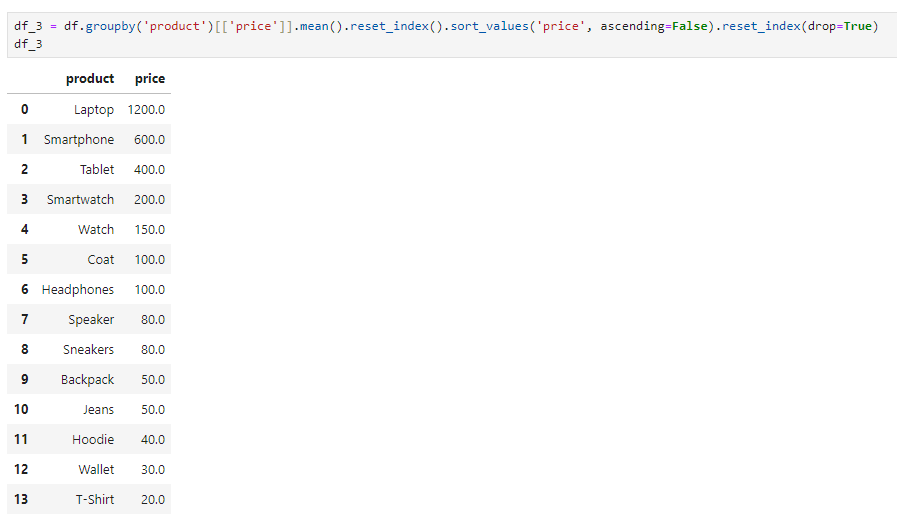 df_3 = df.groupby('product')[['price']].mean().reset_index().sort_values('price', ascending=False).reset_index(drop=True)
df_3
product price
0 Laptop 1200.0
1 Smartphone 600.0
2 Tablet 400.0
3 Smartwatch 200.0
4 Watch 150.0
5 Coat 100.0
6 Headphones 100.0
7 Speaker 80.0
8 Sneakers 80.0
9 Backpack 50.0
10 Jeans 50.0
11 Hoodie 40.0
12 Wallet 30.0
13 T-Shirt 20.0